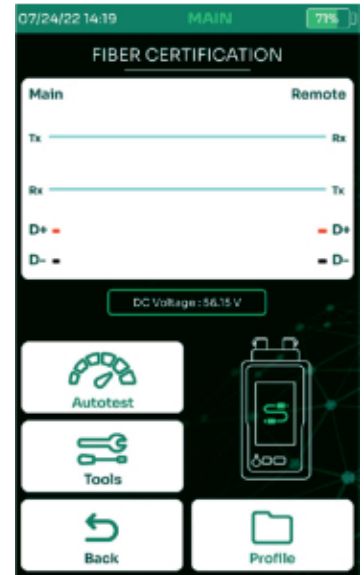 07/24/22 14:19 MAIN 71%
FIBER CERTIFICATION
Main Remote
Tx Rx
Rx Tx
D+ D+
D- D-
DC Voltage : 56.15 V
Autotest
Tools
Back Profile